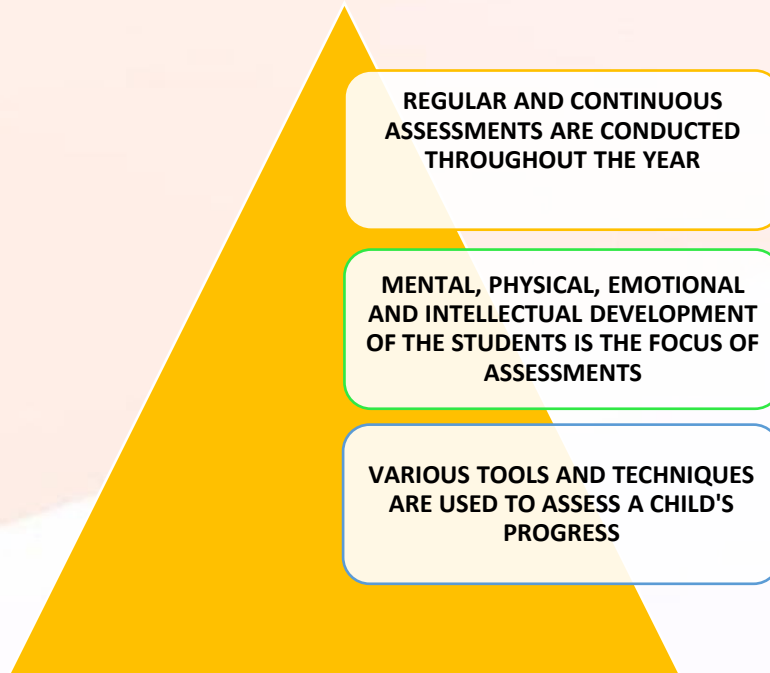 REGULAR AND CONTINUOUS
ASSESSMENTS ARE CONDUCTED
THROUGHOUT THE YEAR
MENTAL, PHYSICAL, EMOTIONAL
AND INTELLECTUAL DEVELOPMENT
OF THE STUDENTS IS THE FOCUS OF
ASSESSMENTS
VARIOUS TOOLS AND TECHNIQUES
ARE USED TO ASSESS A CHILD'S
PROGRESS